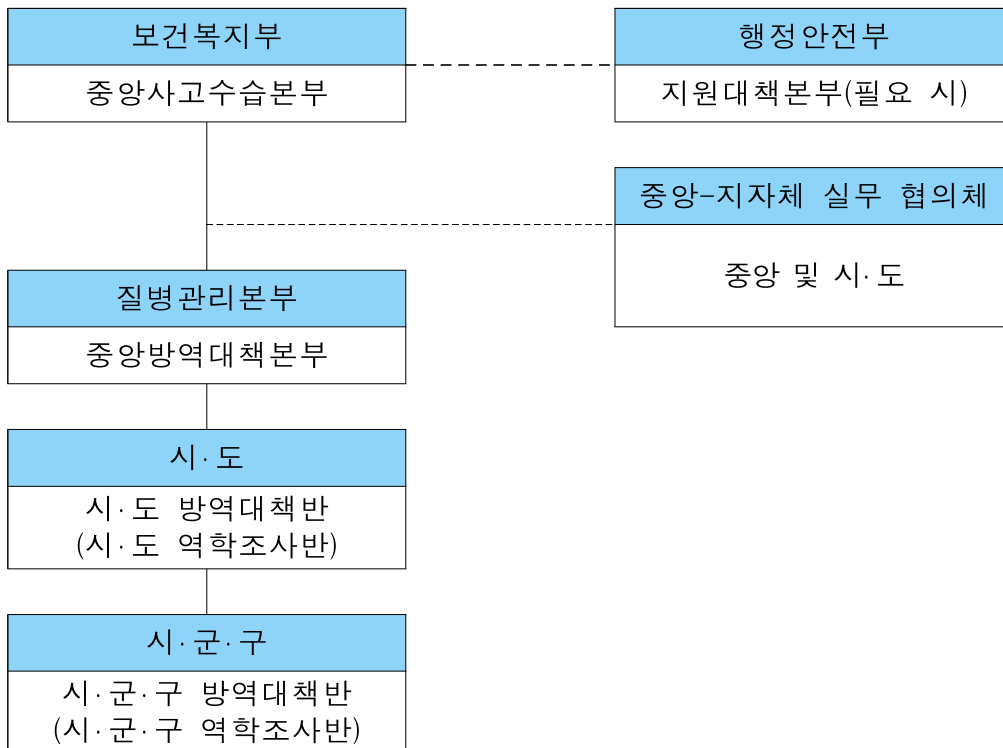 보건복지부
중앙사고수습본부
행정안전부
지원대책본부(필요 시)
중앙-지자체 실무 협의체
중앙 및 시·도
질병관리본부
중앙방역대책본부
시·도
시·도 방역대책반
(시·도 역학조사반)
시·군·구
시·군·구 방역대책반
(시·군·구 역학조사반)